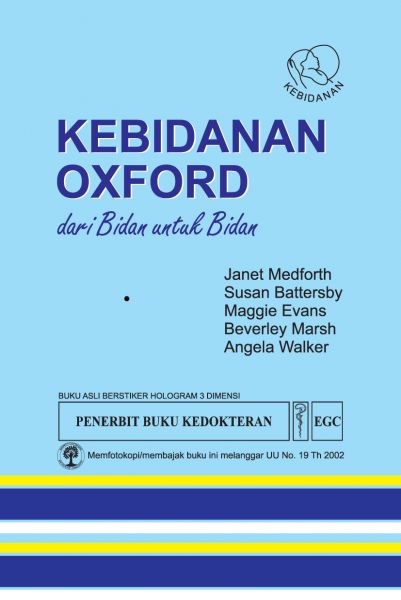 KEBIDANAN
KEBIDANAN
OXFORD
dari Bidan untuk Bidan
Janet Medforth
Susan Battersby
Maggie Evans
Beverley Marsh
Angela Walker
BUKU ASLI BERSTIKER HOLOGRAM 3 DIMENSI
PENERBIT BUKU KEDOKTERAN EGC
Memfotokopi/membajak buku ini melanggar UU No. 19 Th 2002